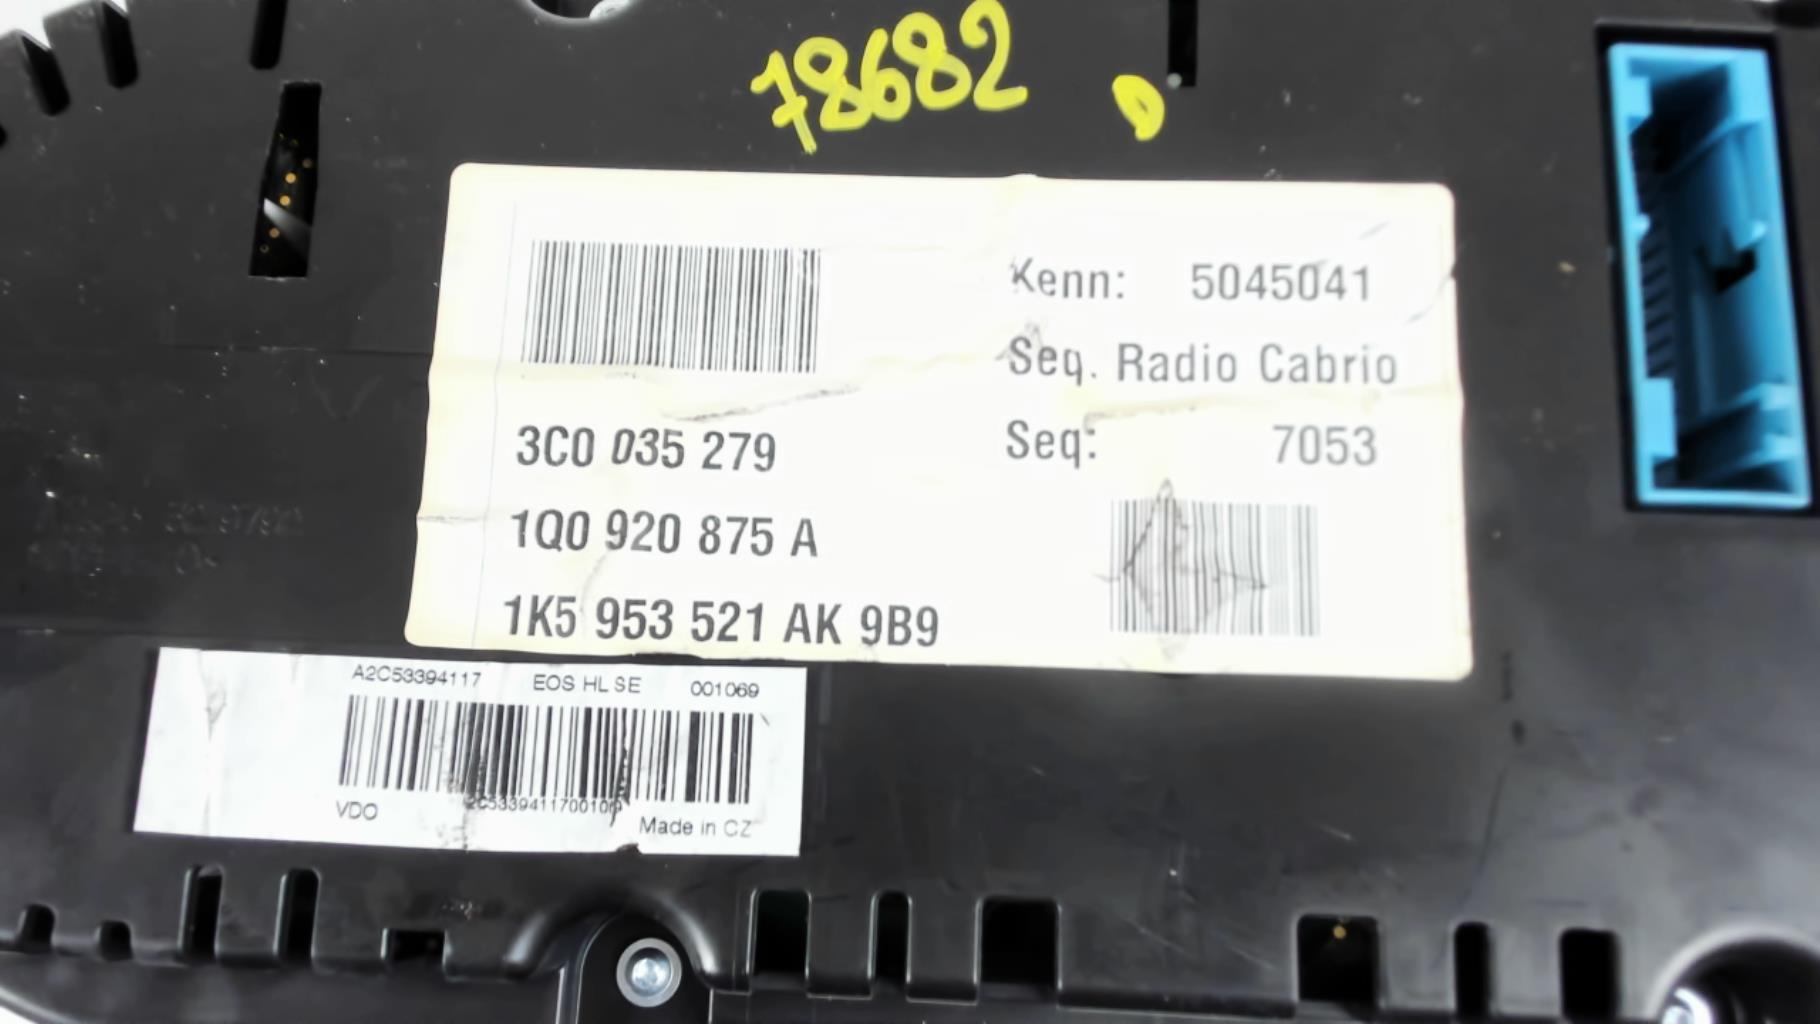 78682 D
Kenn: 5045041
Seq. Radio Cabrio
Seq: 7053
3C0 035 279
1Q0 920 875 A
1K5 953 521 AK 9B9
A2C53394117 EOS HL SE 001069
VDO
Made in CZ